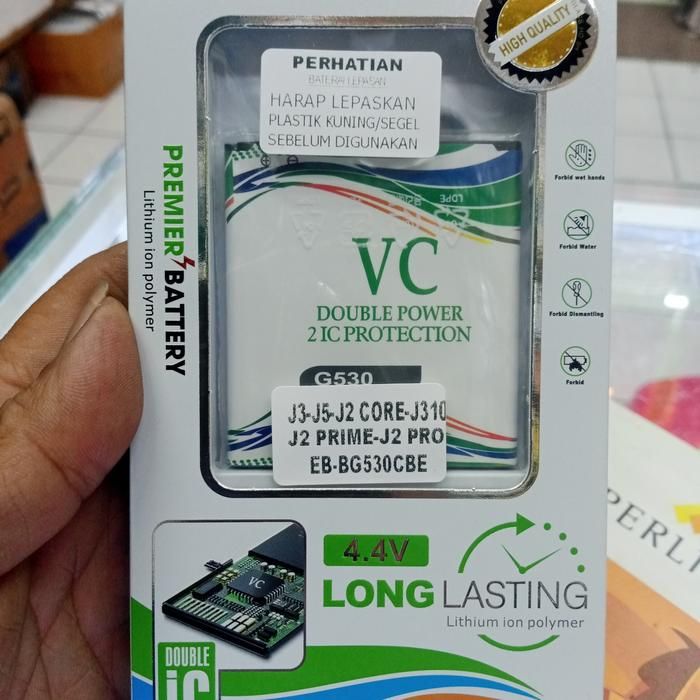 HIGH QUALITY
PERHATIAN
BATERAI LEPASAN
HARAP LEPASKAN
PLASTIK KUNING/SEGEL
SEBELUM DIGUNAKAN
PREMIER BATTERY
Lithium ion polymer
Forbid wet hands
Forbid Water
Forbid Dismantling
Forbid
VC
DOUBLE POWER
2 IC PROTECTION
G530
J3-J5-J2 CORE-J310
J2 PRIME-J2 PRO
EB-BG530CBE
VC
4.4V
LONG LASTING
Lithium ion polymer
DOUBLE
iC
PERLI